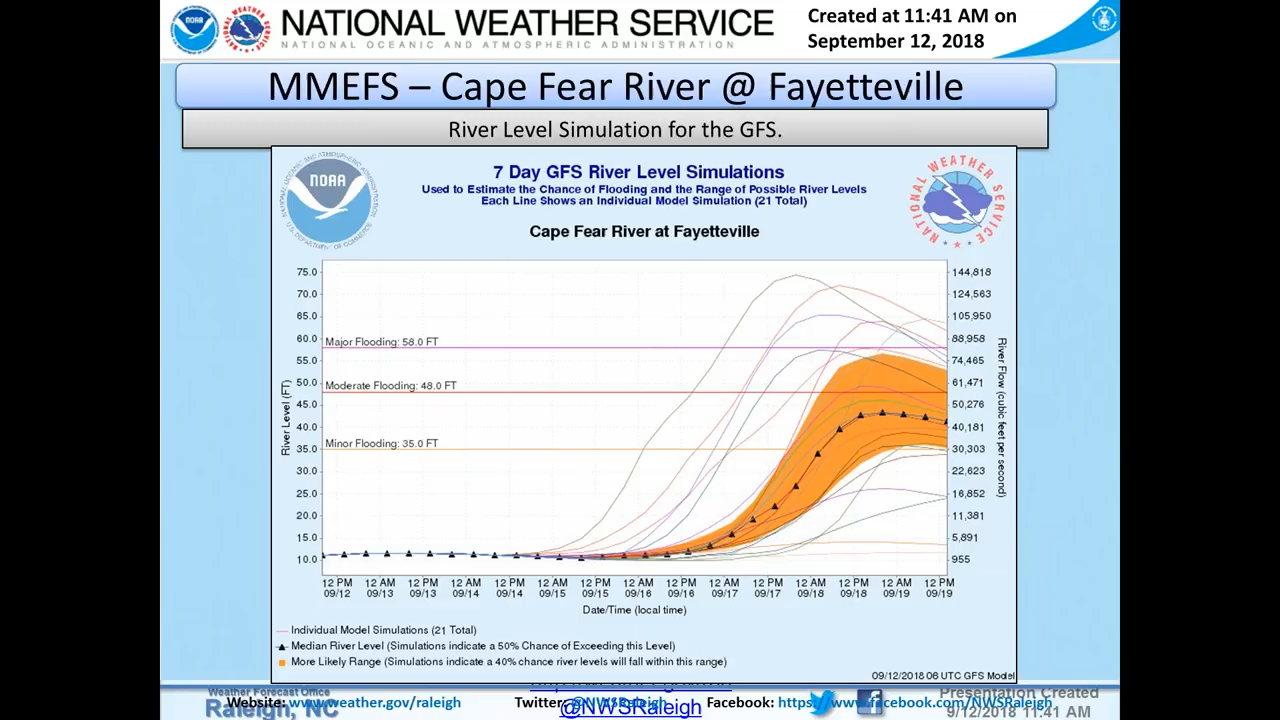 NATIONAL WEATHER SERVICE
NATIONAL OCEANIC AND ATMOSPHERIC ADMINISTRATION
Created at 11:41 AM on
September 12, 2018
MMEFS – Cape Fear River @ Fayetteville
River Level Simulation for the GFS.
NOAA
NATIONAL WEATHER SERVICE
7 Day GFS River Level Simulations
Used to Estimate the Chance of Flooding and the Range of Possible River Levels
Each Line Shows an Individual Model Simulation (21 Total)
Cape Fear River at Fayetteville
75.0 144,818
70.0 124,563
65.0 105,950
60.0 88,958
Major Flooding: 58.0 FT
55.0 74,465
50.0 61,471
Moderate Flooding: 48.0 FT
45.0 50,276
40.0 40,181
Minor Flooding: 35.0 FT
35.0 30,303
30.0 22,623
25.0 16,852
20.0 11,381
15.0 5,891
10.0 955
River Level (FT)
River Flow (cubic feet per second)
12 PM 12 AM 12 PM 12 AM 12 PM 12 AM 12 PM 12 AM 12 PM 12 AM 12 PM 12 AM 12 PM 12 AM 12 PM
09/12 09/13 09/13 09/14 09/14 09/15 09/15 09/16 09/16 09/17 09/17 09/18 09/18 09/19 09/19
Date/Time (local time)
Individual Model Simulations (21 Total)
Median River Level (Simulations indicate a 50% Chance of Exceeding this Level)
More Likely Range (Simulations indicate a 40% chance river levels will fall within this range)
09/12/2018 06 UTC GFS Model
Weather Forecast Office
Raleigh, NC
Website: www.weather.gov/raleigh
Twitter: @NWSRaleigh
@NWSRaleigh
Facebook: https://www.facebook.com/NWSRaleigh
Presentation Created
9/12/2018 11:41 AM